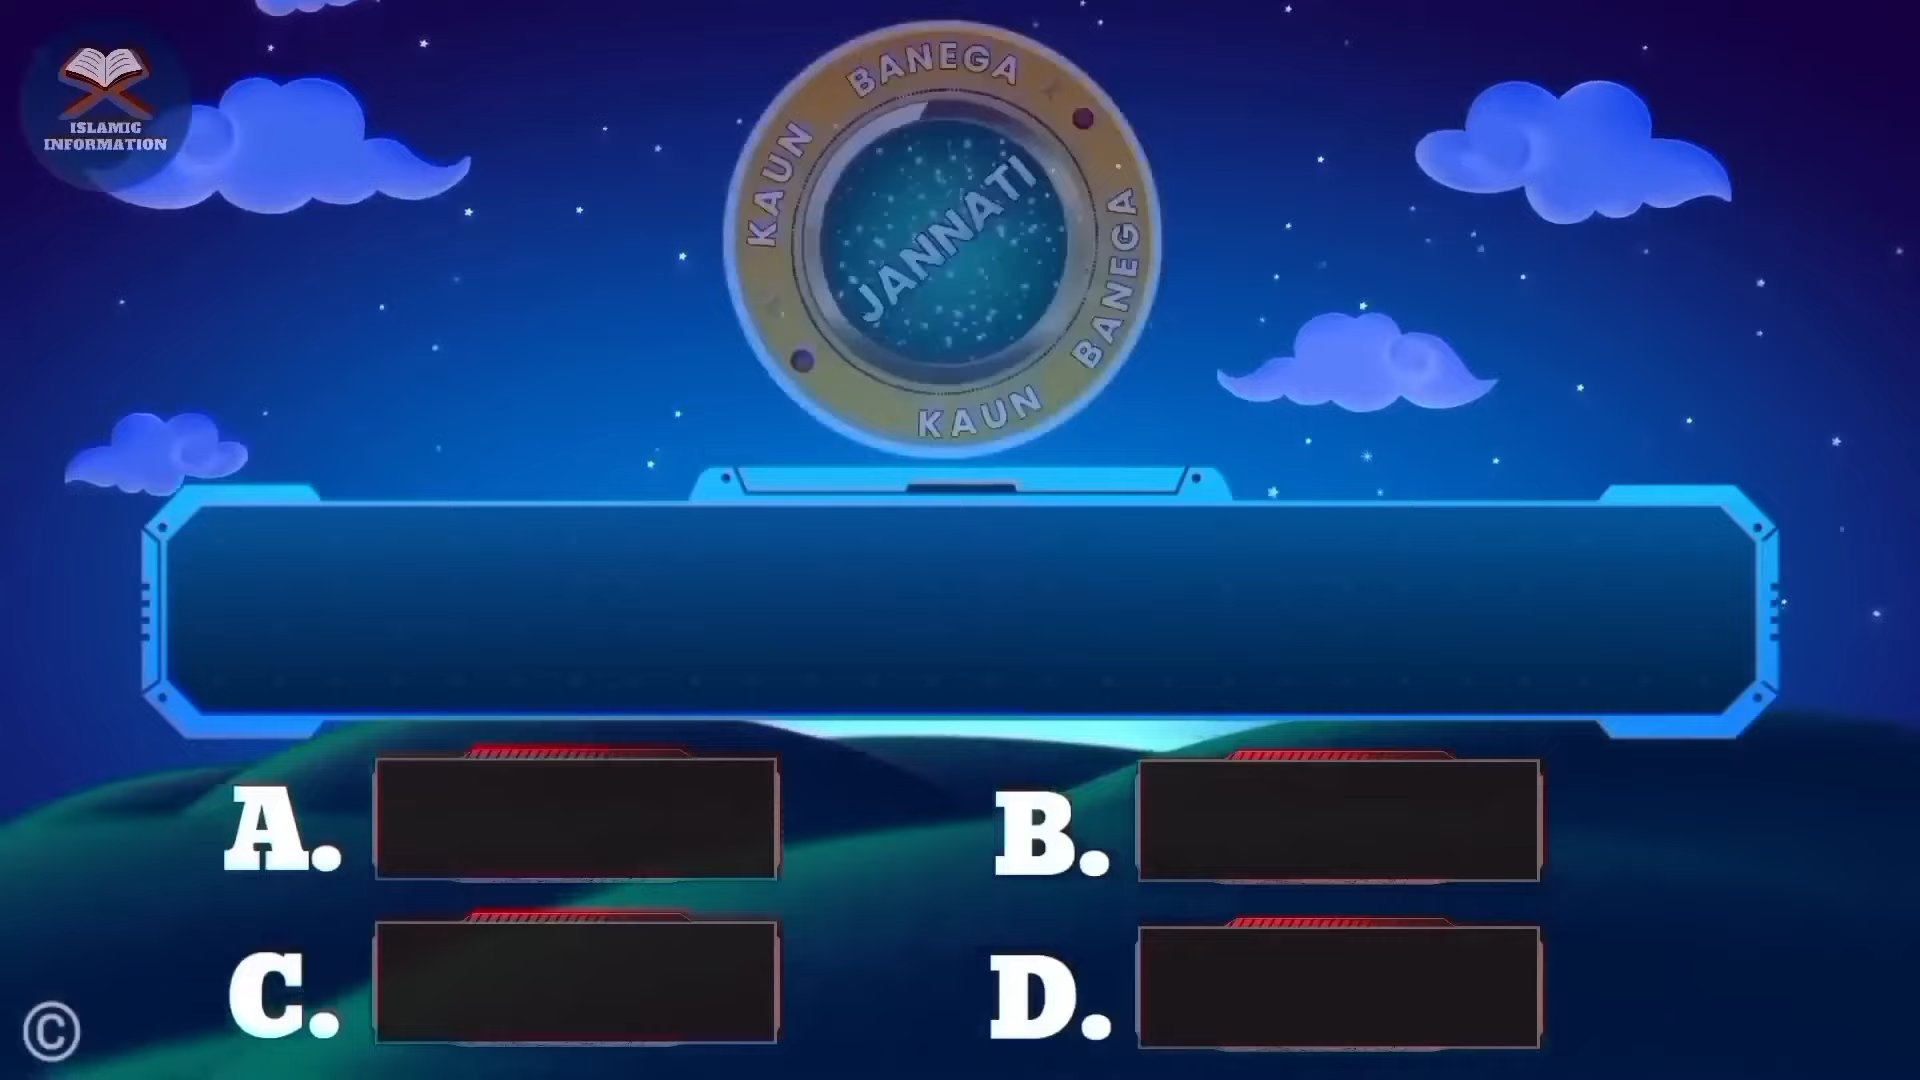 ISLAMIC
INFORMATION
KAUN
BANEGA
JANNATI
KAUN
BANEGA
A.
B.
C.
D.
©